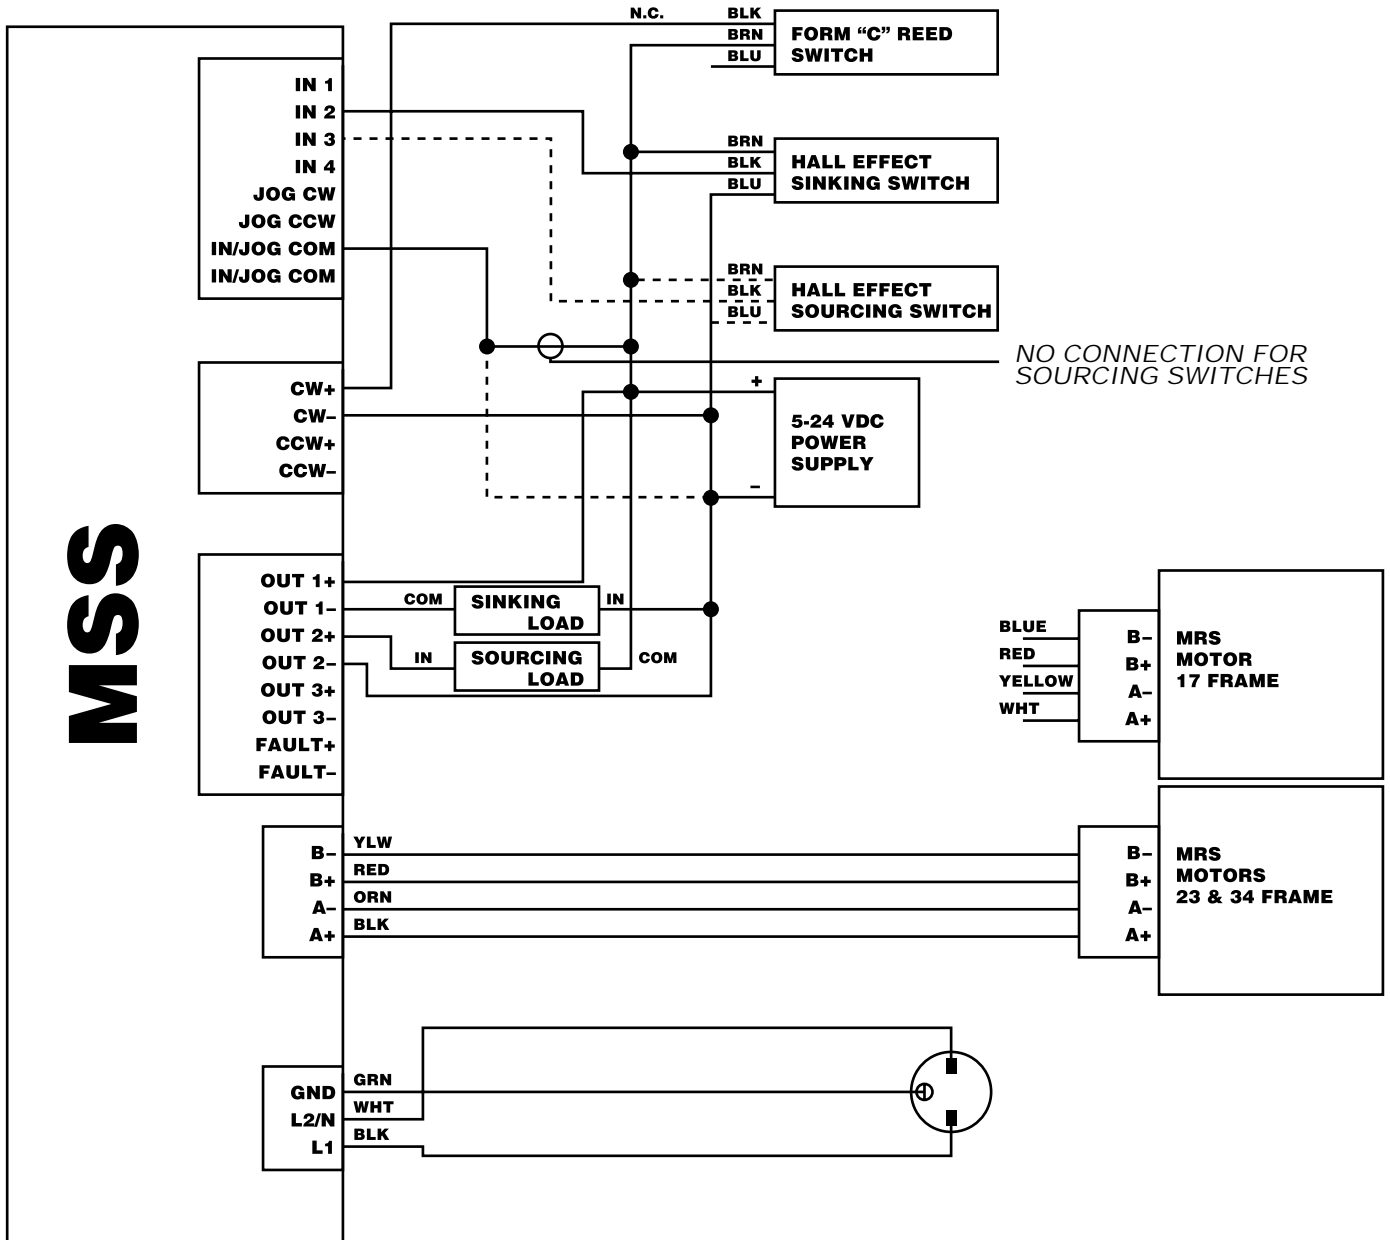 N.C.
BLK
BRN
BLU
FORM “C” REED
SWITCH
IN 1
IN 2
IN 3
IN 4
JOG CW
JOG CCW
IN/JOG COM
IN/JOG COM
BRN
BLK
BLU
HALL EFFECT
SINKING SWITCH
BRN
BLK
BLU
HALL EFFECT
SOURCING SWITCH
NO CONNECTION FOR
SOURCING SWITCHES
CW+
CW–
CCW+
CCW–
+
–
5-24 VDC
POWER
SUPPLY
MSS
OUT 1+
OUT 1–
OUT 2+
OUT 2–
OUT 3+
OUT 3–
FAULT+
FAULT–
COM
SINKING
LOAD
IN
IN
SOURCING
LOAD
COM
BLUE
RED
YELLOW
WHT
B–
B+
A–
A+
MRS
MOTOR
17 FRAME
B–
B+
A–
A+
YLW
RED
ORN
BLK
B–
B+
A–
A+
MRS
MOTORS
23 & 34 FRAME
GND
L2/N
L1
GRN
WHT
BLK